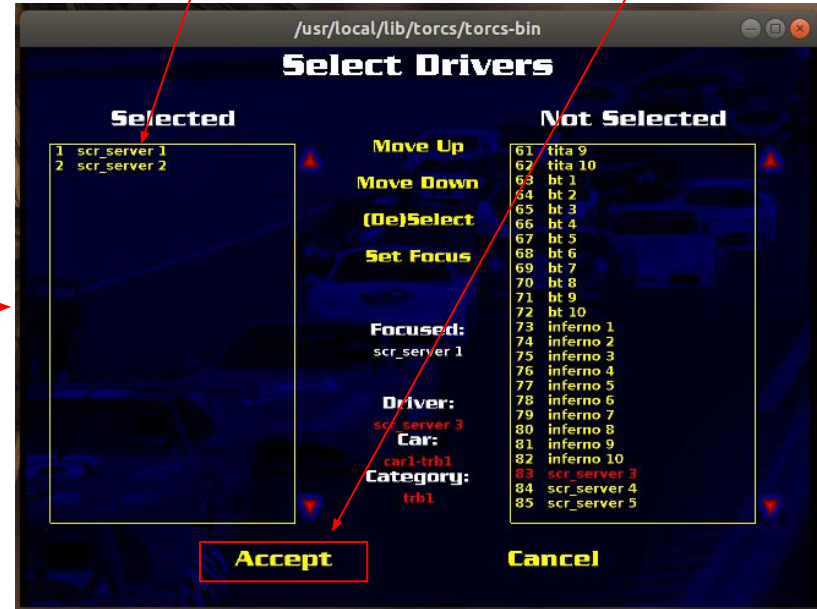 /usr/local/lib/torcs/torcs-bin
Select Drivers
Selected
1 scr_server 1
2 scr_server 2
Move Up
Move Down
(De)Select
Set Focus
Focused:
scr_server 1
Driver:
scr_server 3
Car:
car1-trb1
Category:
trb1
Not Selected
61 tita 9
62 tita 10
63 bt 1
64 bt 2
65 bt 3
66 bt 4
67 bt 5
68 bt 6
69 bt 7
70 bt 8
71 bt 9
72 bt 10
73 inferno 1
74 inferno 2
75 inferno 3
76 inferno 4
77 inferno 5
78 inferno 6
79 inferno 7
80 inferno 8
81 inferno 9
82 inferno 10
83 scr_server 3
84 scr_server 4
85 scr_server 5
Accept
Cancel